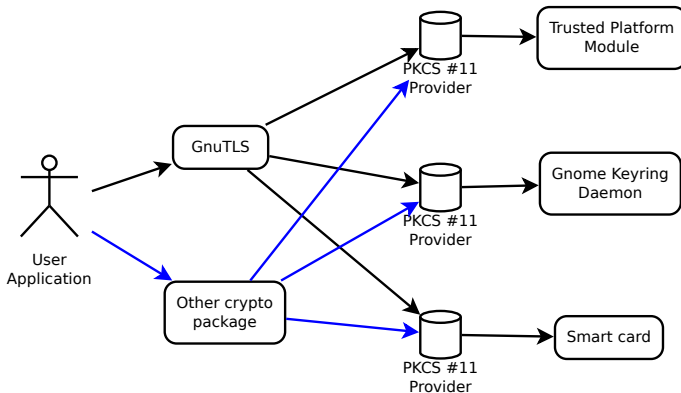 PKCS #11
Provider
Trusted Platform
Module
GnuTLS
PKCS #11
Provider
Gnome Keyring
Daemon
User
Application
Other crypto
package
PKCS #11
Provider
Smart card